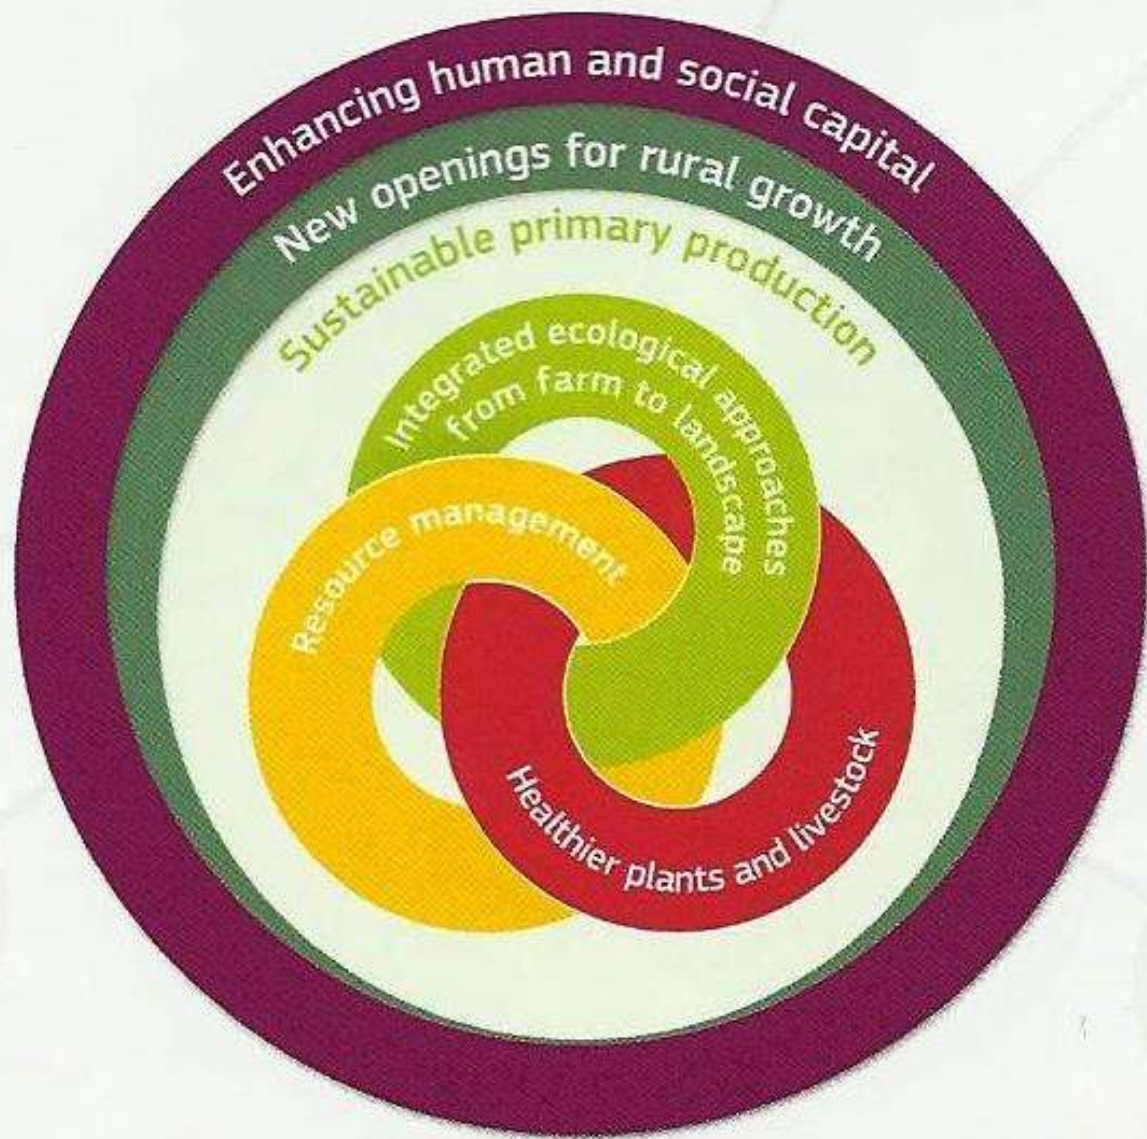 Enhancing human and social capital
New openings for rural growth
Sustainable primary production
Integrated ecological approaches
from farm to landscape
Resource management
Healthier plants and livestock